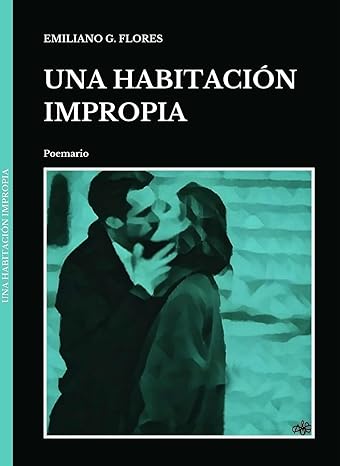 EMILIANO G. FLORES
UNA HABITACIÓN
IMPROPIA
Poemario
UNA HABITACIÓN IMPROPIA